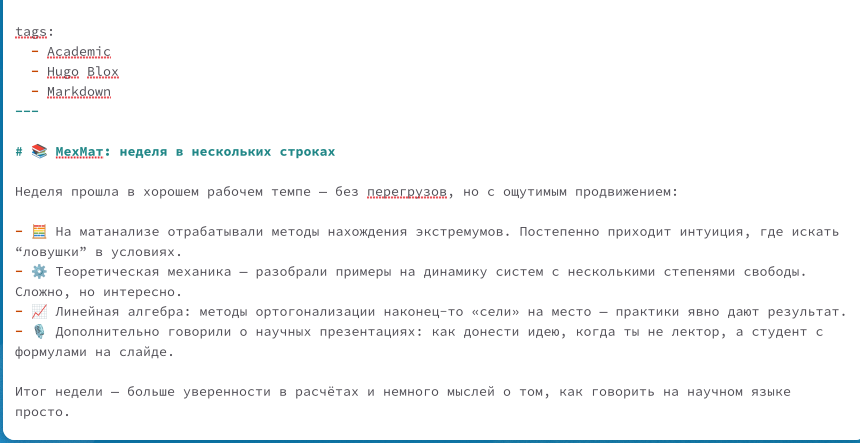 tags:
  - Academic
  - Hugo Blox
  - Markdown
---
# 📚 МехМат: неделя в нескольких строках
Неделя прошла в хорошем рабочем темпе — без перегрузов, но с ощутимым продвижением:
- 🧮 На матанализе отрабатывали методы нахождения экстремумов. Постепенно приходит интуиция, где искать
“ловушки” в условиях.
- ⚙️ Теоретическая механика — разобрали примеры на динамику систем с несколькими степенями свободы.
Сложно, но интересно.
- 📈 Линейная алгебра: методы ортогонализации наконец-то «сели» на место — практики явно дают результат.
- 🎙️ Дополнительно говорили о научных презентациях: как донести идею, когда ты не лектор, а студент с
формулами на слайде.
Итог недели — больше уверенности в расчётах и немного мыслей о том, как говорить на научном языке
просто.